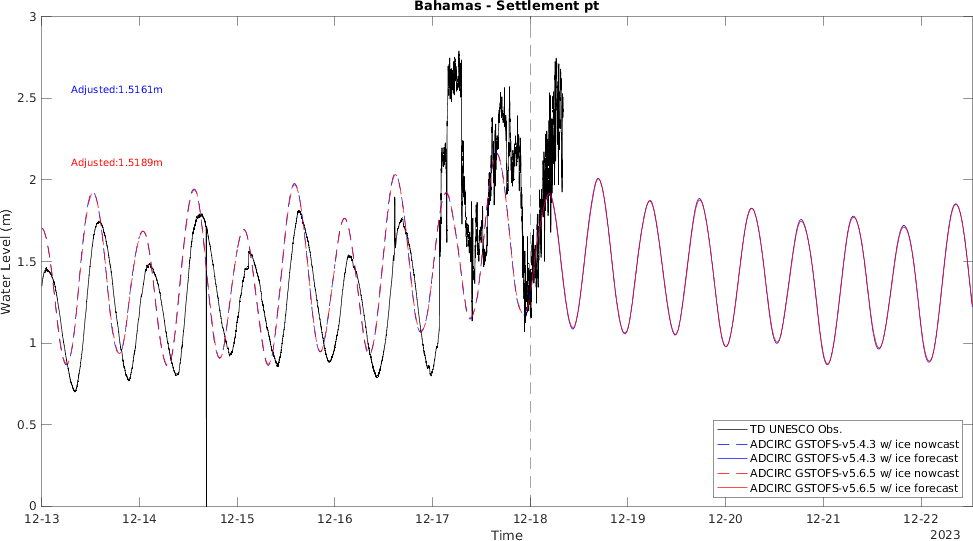 Bahamas - Settlement pt
3
2.5
2
1.5
1
0.5
0
Water Level (m)
Adjusted:1.5161m
Adjusted:1.5189m
TD UNESCO Obs.
ADCIRC GSTOFS-v5.4.3 w/ ice nowcast
ADCIRC GSTOFS-v5.4.3 w/ ice forecast
ADCIRC GSTOFS-v5.6.5 w/ ice nowcast
ADCIRC GSTOFS-v5.6.5 w/ ice forecast
12-13 12-14 12-15 12-16 12-17 12-18 12-19 12-20 12-21 12-22
Time
2023